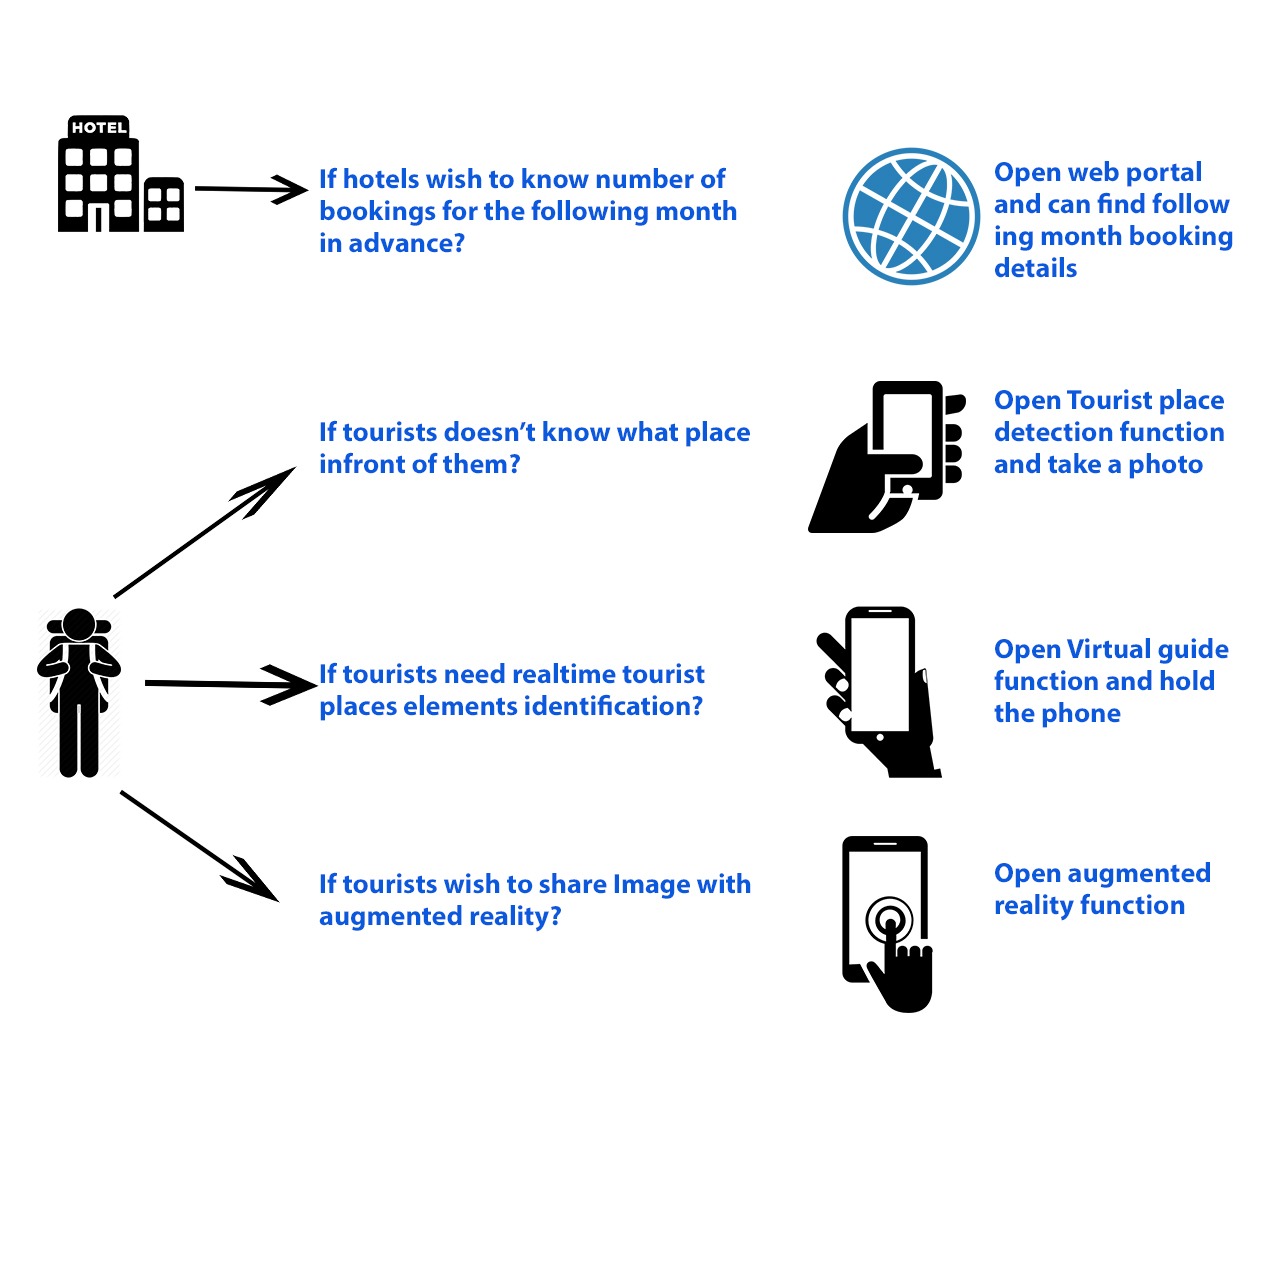 HOTEL
If hotels wish to know number of
bookings for the following month
in advance?
Open web portal
and can find follow
ing month booking
details
If tourists doesn’t know what place
infront of them?
Open Tourist place
detection function
and take a photo
If tourists need realtime tourist
places elements identification?
Open Virtual guide
function and hold
the phone
If tourists wish to share Image with
augmented reality?
Open augmented
reality function